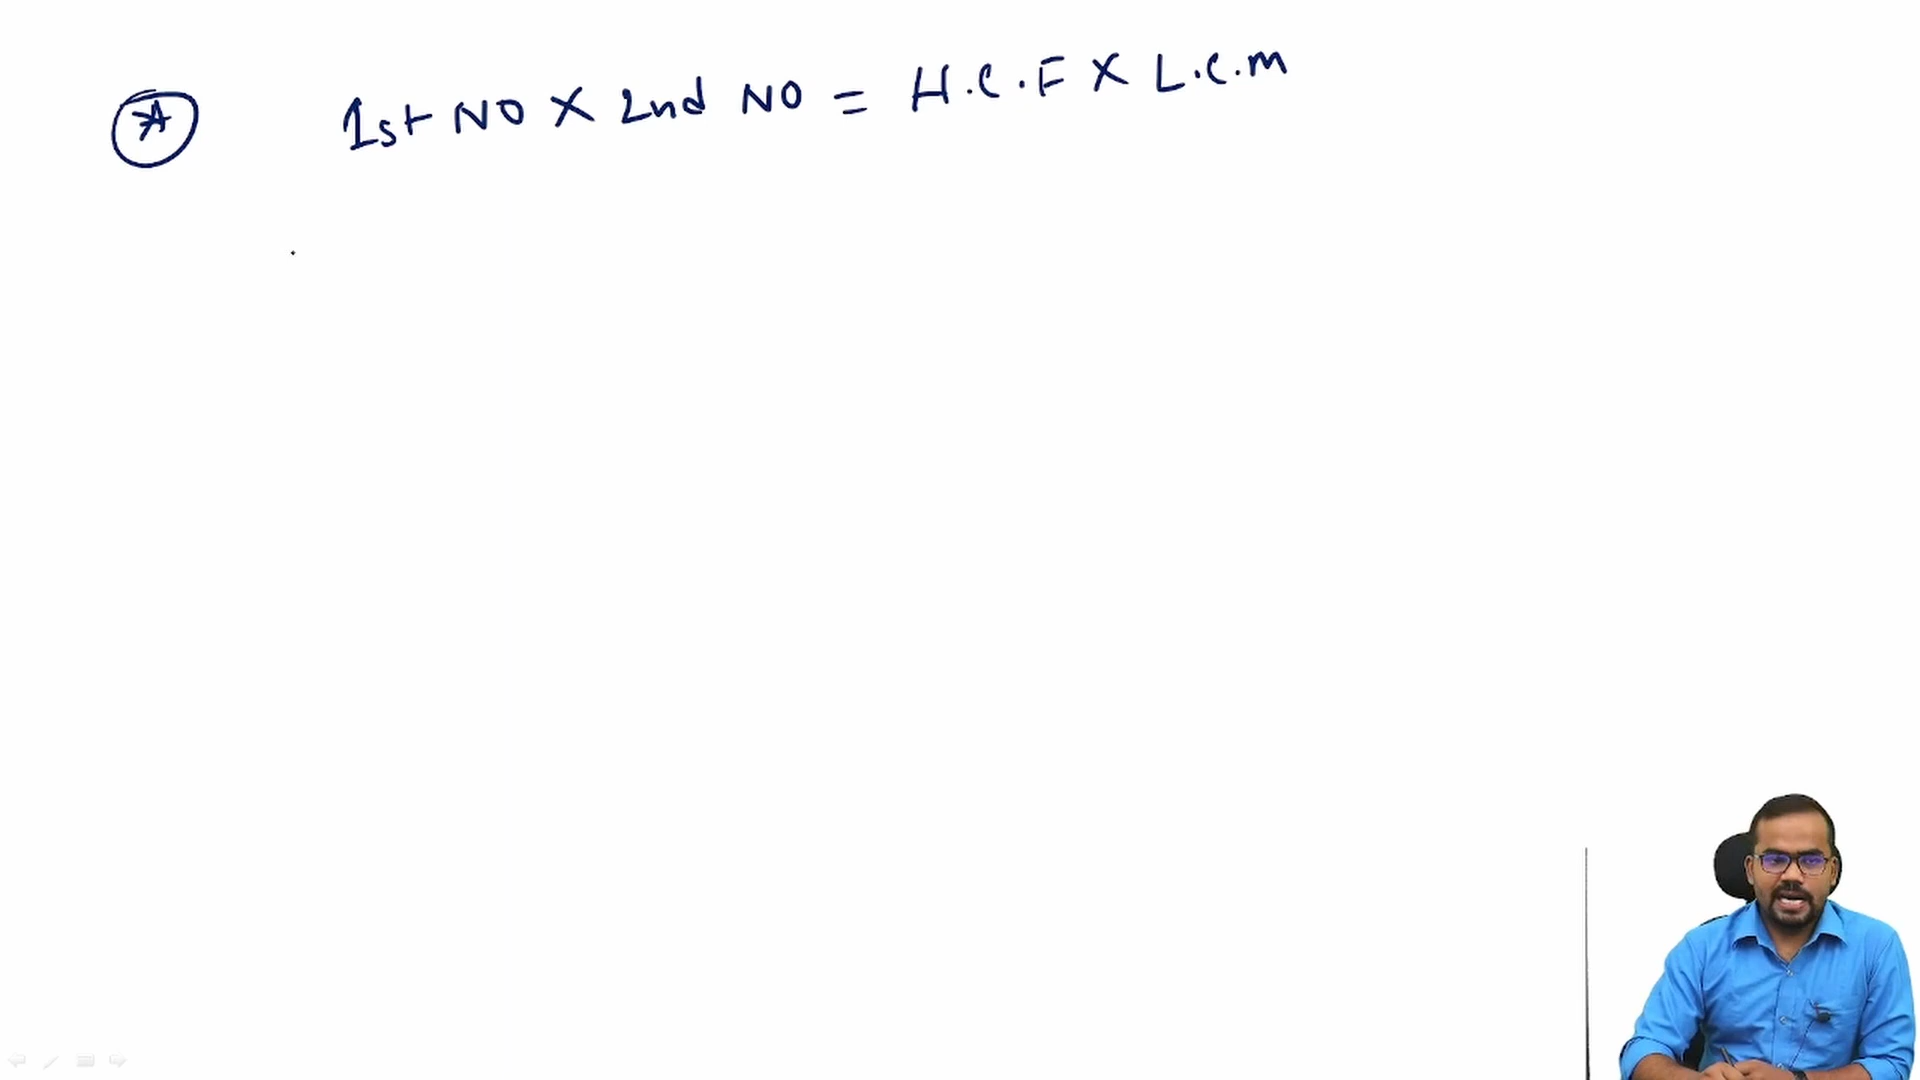 1st NO X 2nd NO = H.C.F X L.C.M